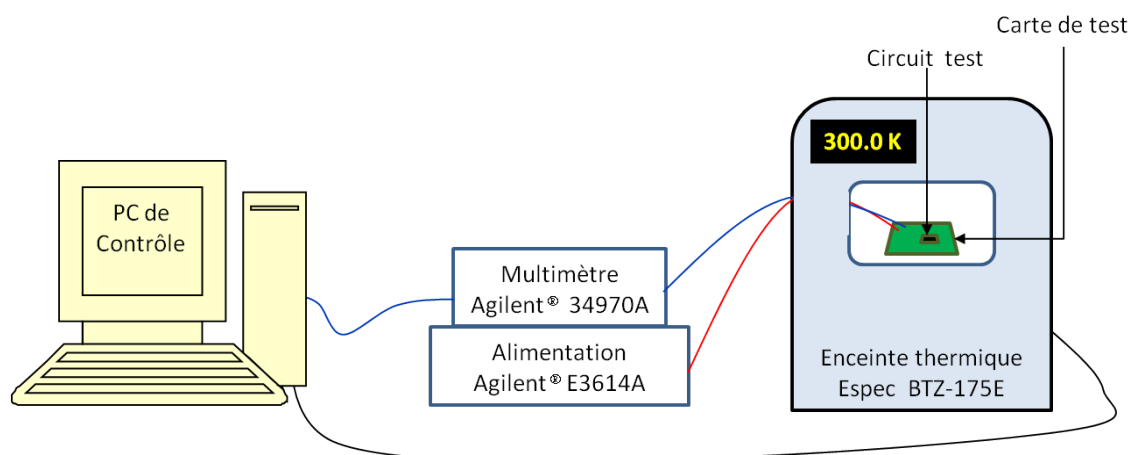 Carte de test
Circuit test
300.0 K
PC de
Contrôle
Multimètre
Agilent® 34970A
Alimentation
Agilent® E3614A
Enceinte thermique
Espec BTZ-175E